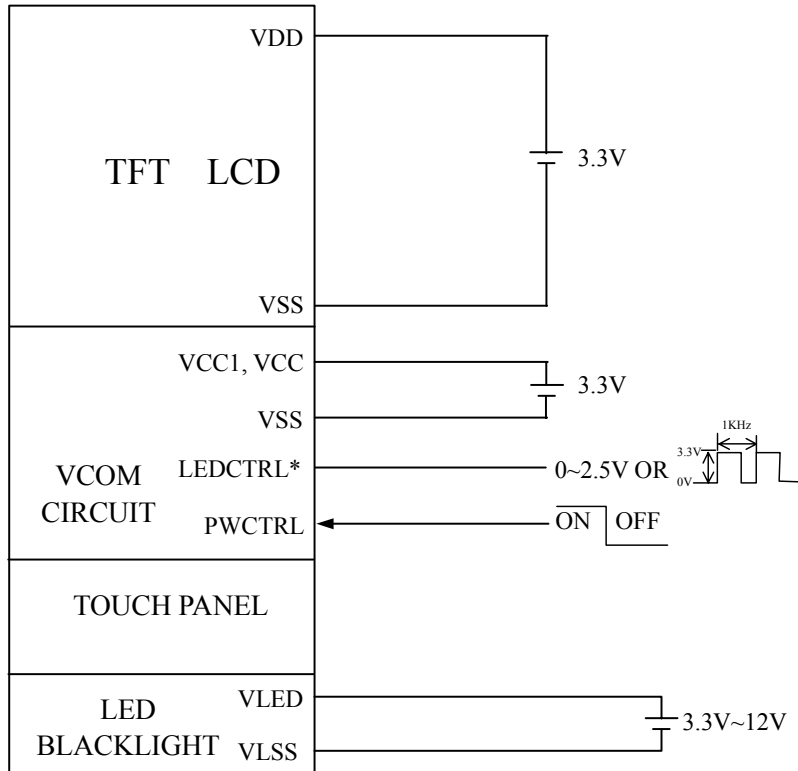 VDD
3.3V
TFT LCD
VSS
VCC1, VCC
3.3V
VSS
1KHz
3.3V
LEDCTRL*
0~2.5V OR
0V
VCOM
CIRCUIT
PWCTRL
ON OFF
TOUCH PANEL
VLED
LED
BLACKLIGHT
3.3V~12V
VLSS